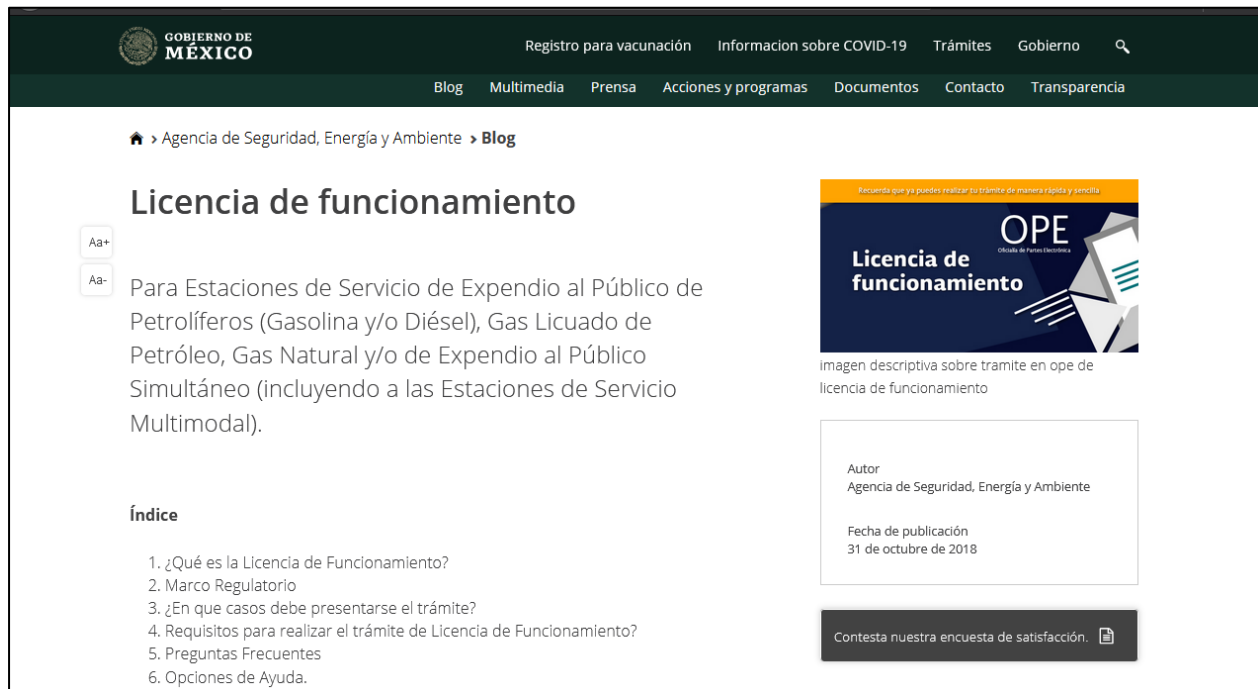 GOBIERNO DE
MÉXICO
Registro para vacunación Informacion sobre COVID-19 Trámites Gobierno
Blog Multimedia Prensa Acciones y programas Documentos Contacto Transparencia
> Agencia de Seguridad, Energía y Ambiente > Blog
Licencia de funcionamiento
Aa+
Aa-
Para Estaciones de Servicio de Expendio al Público de
Petrolíferos (Gasolina y/o Diésel), Gas Licuado de
Petróleo, Gas Natural y/o de Expendio al Público
Simultáneo (incluyendo a las Estaciones de Servicio
Multimodal).
Índice
1. ¿Qué es la Licencia de Funcionamiento?
2. Marco Regulatorio
3. ¿En que casos debe presentarse el trámite?
4. Requisitos para realizar el trámite de Licencia de Funcionamiento?
5. Preguntas Frecuentes
6. Opciones de Ayuda.
Recuerda que ya puedes realizar tu trámite de manera rápida y sencilla
OPE
Oficialía de Partes Electrónica
Licencia de
funcionamiento
imagen descriptiva sobre tramite en ope de
licencia de funcionamiento
Autor
Agencia de Seguridad, Energía y Ambiente
Fecha de publicación
31 de octubre de 2018
Contesta nuestra encuesta de satisfacción.